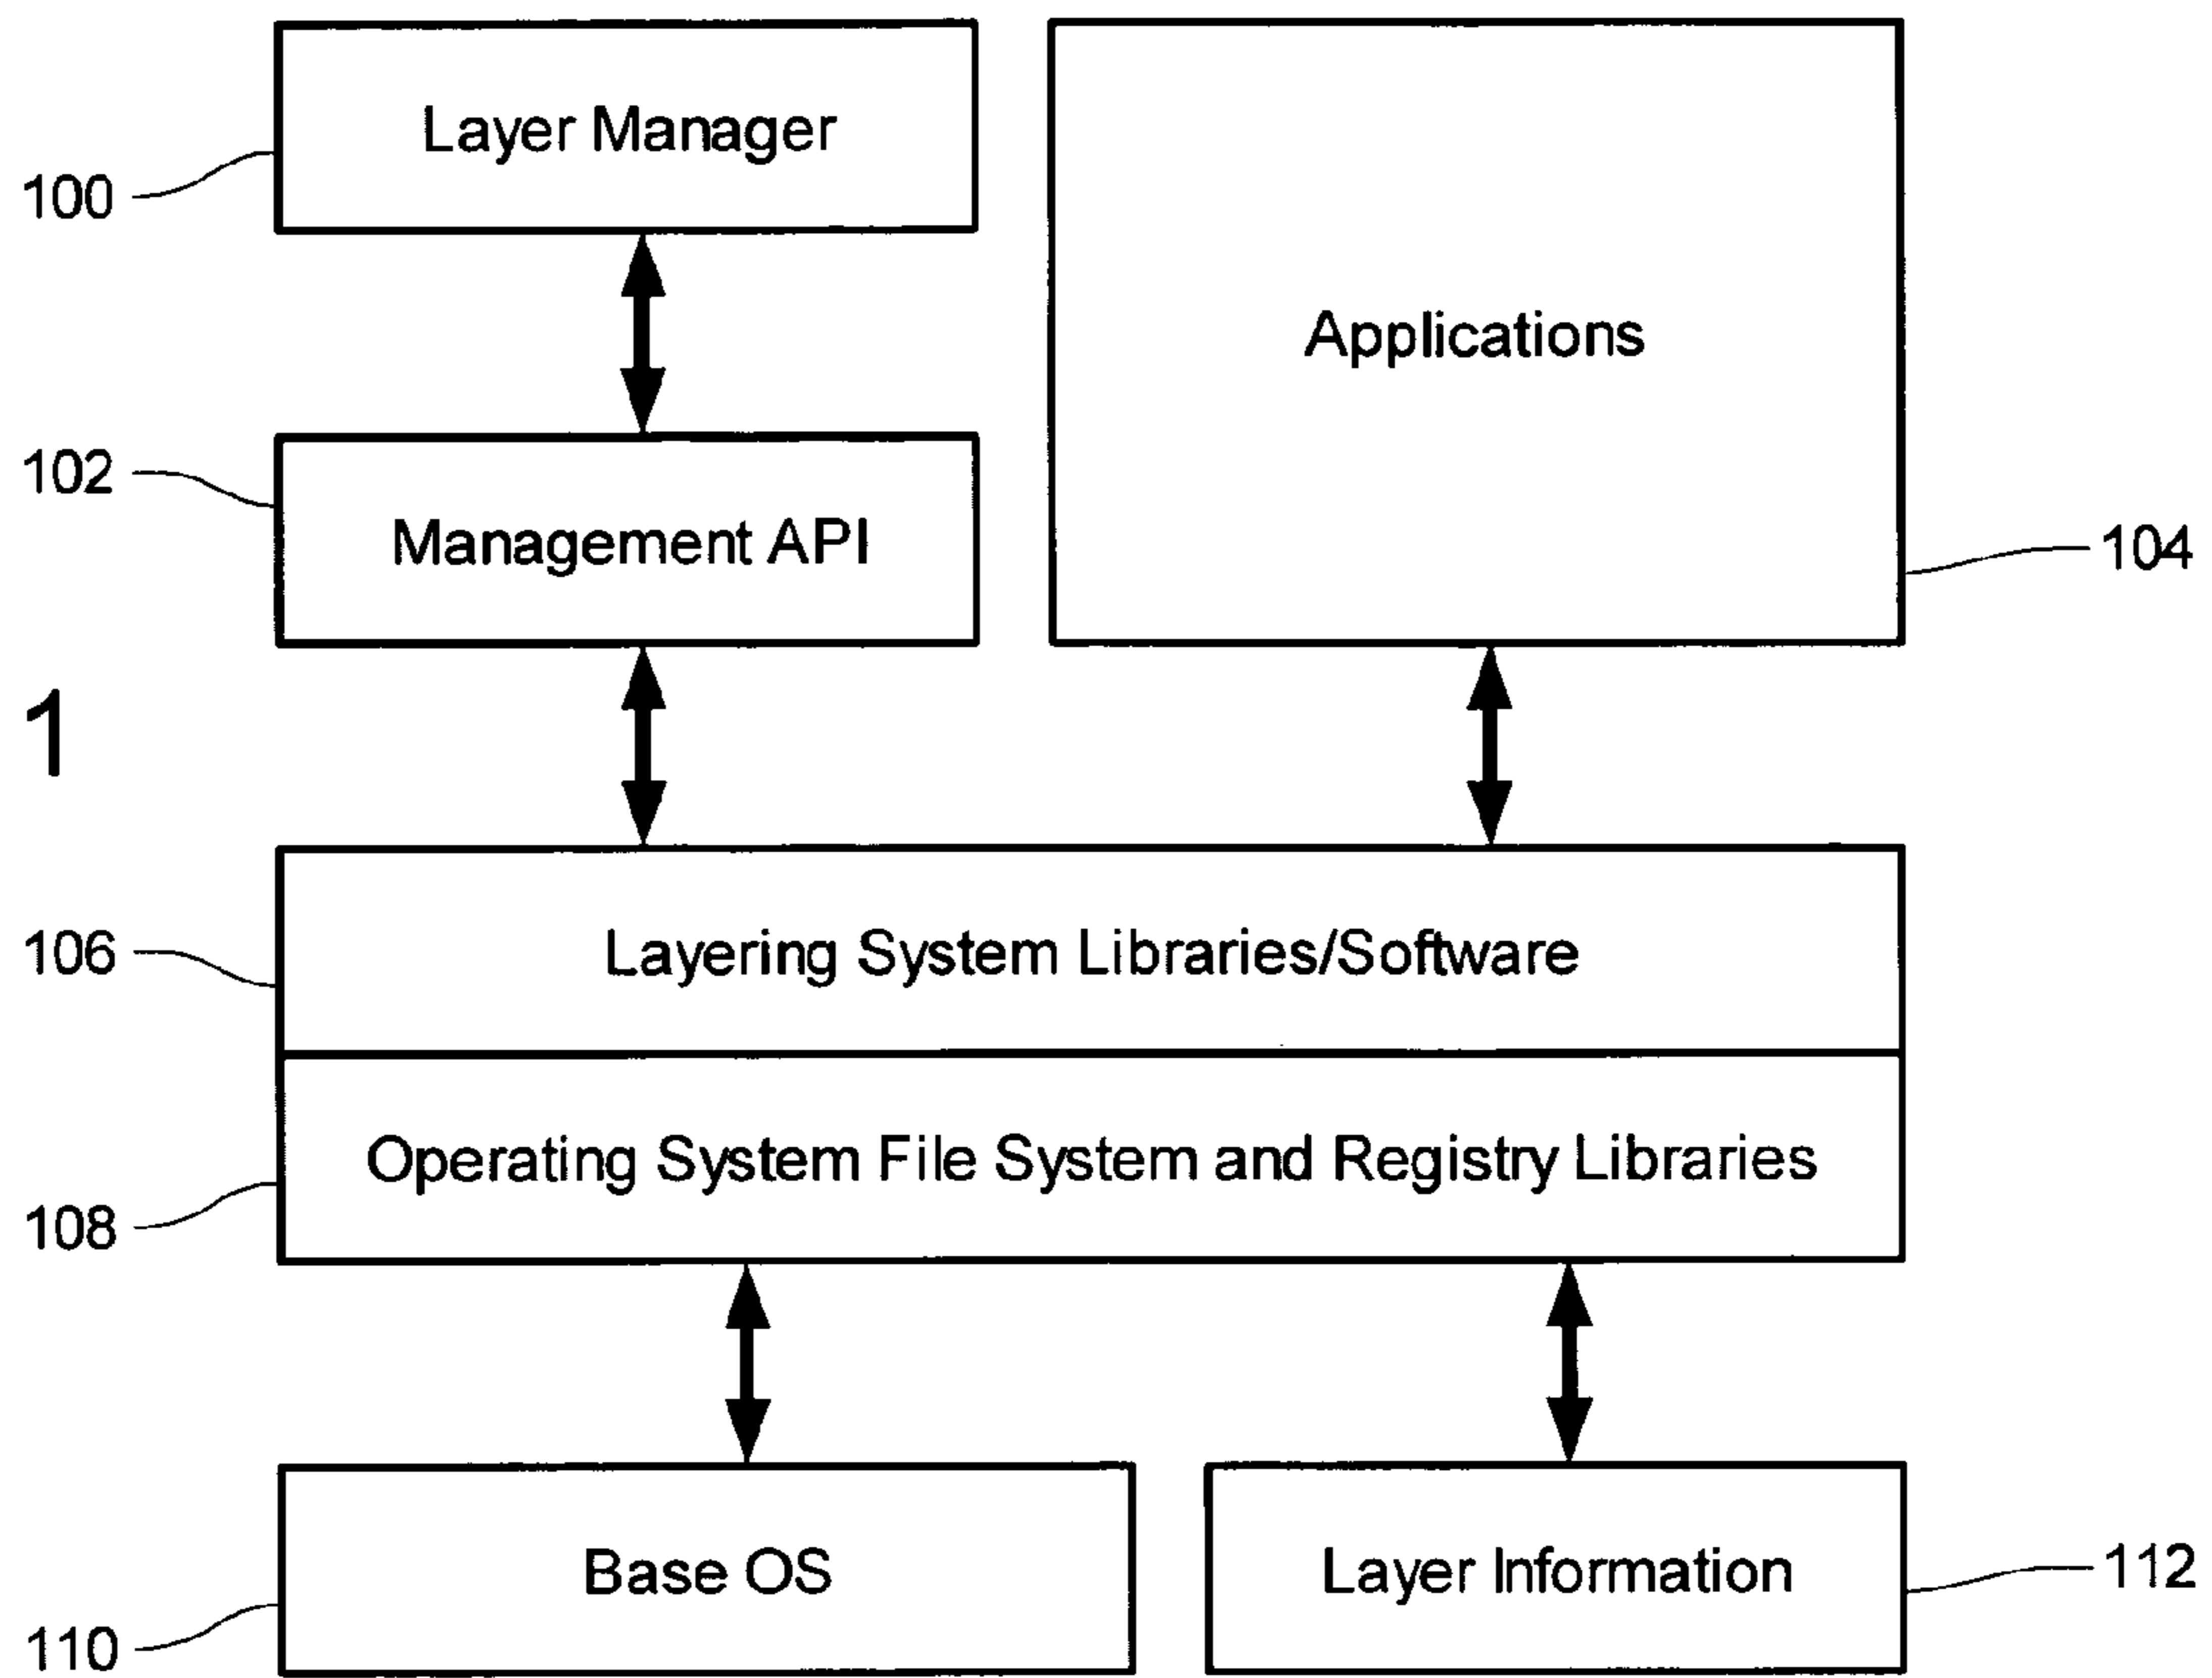 Layer Manager
100
Applications
102
Management API
104
1
106
Layering System Libraries/Software
Operating System File System and Registry Libraries
108
Base OS
Layer Information
112
110